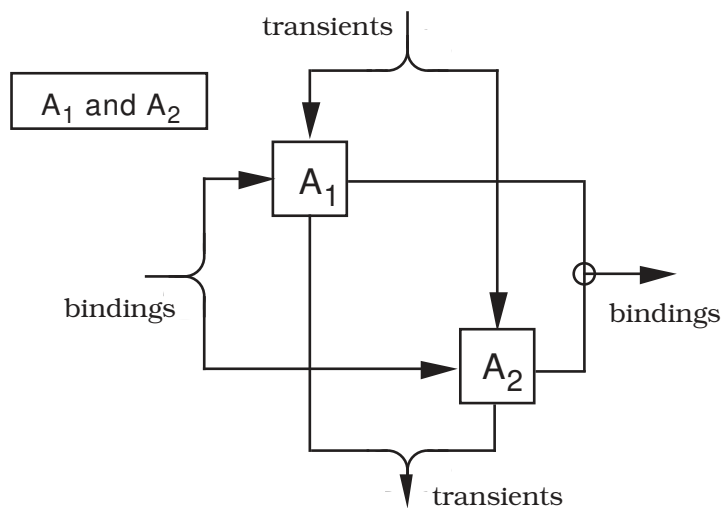 transients
A₁ and A₂
A₁
bindings
bindings
A₂
transients